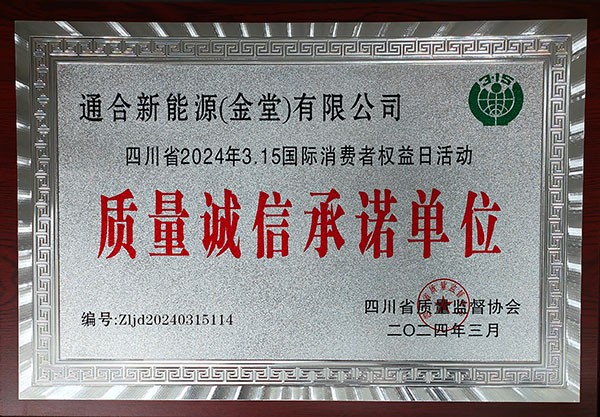 3·15
通合新能源(金堂)有限公司
四川省2024年3.15国际消费者权益日活动
质量诚信承诺单位
编号:Zljd20240315114
四川省质量监督协会
二〇二四年三月